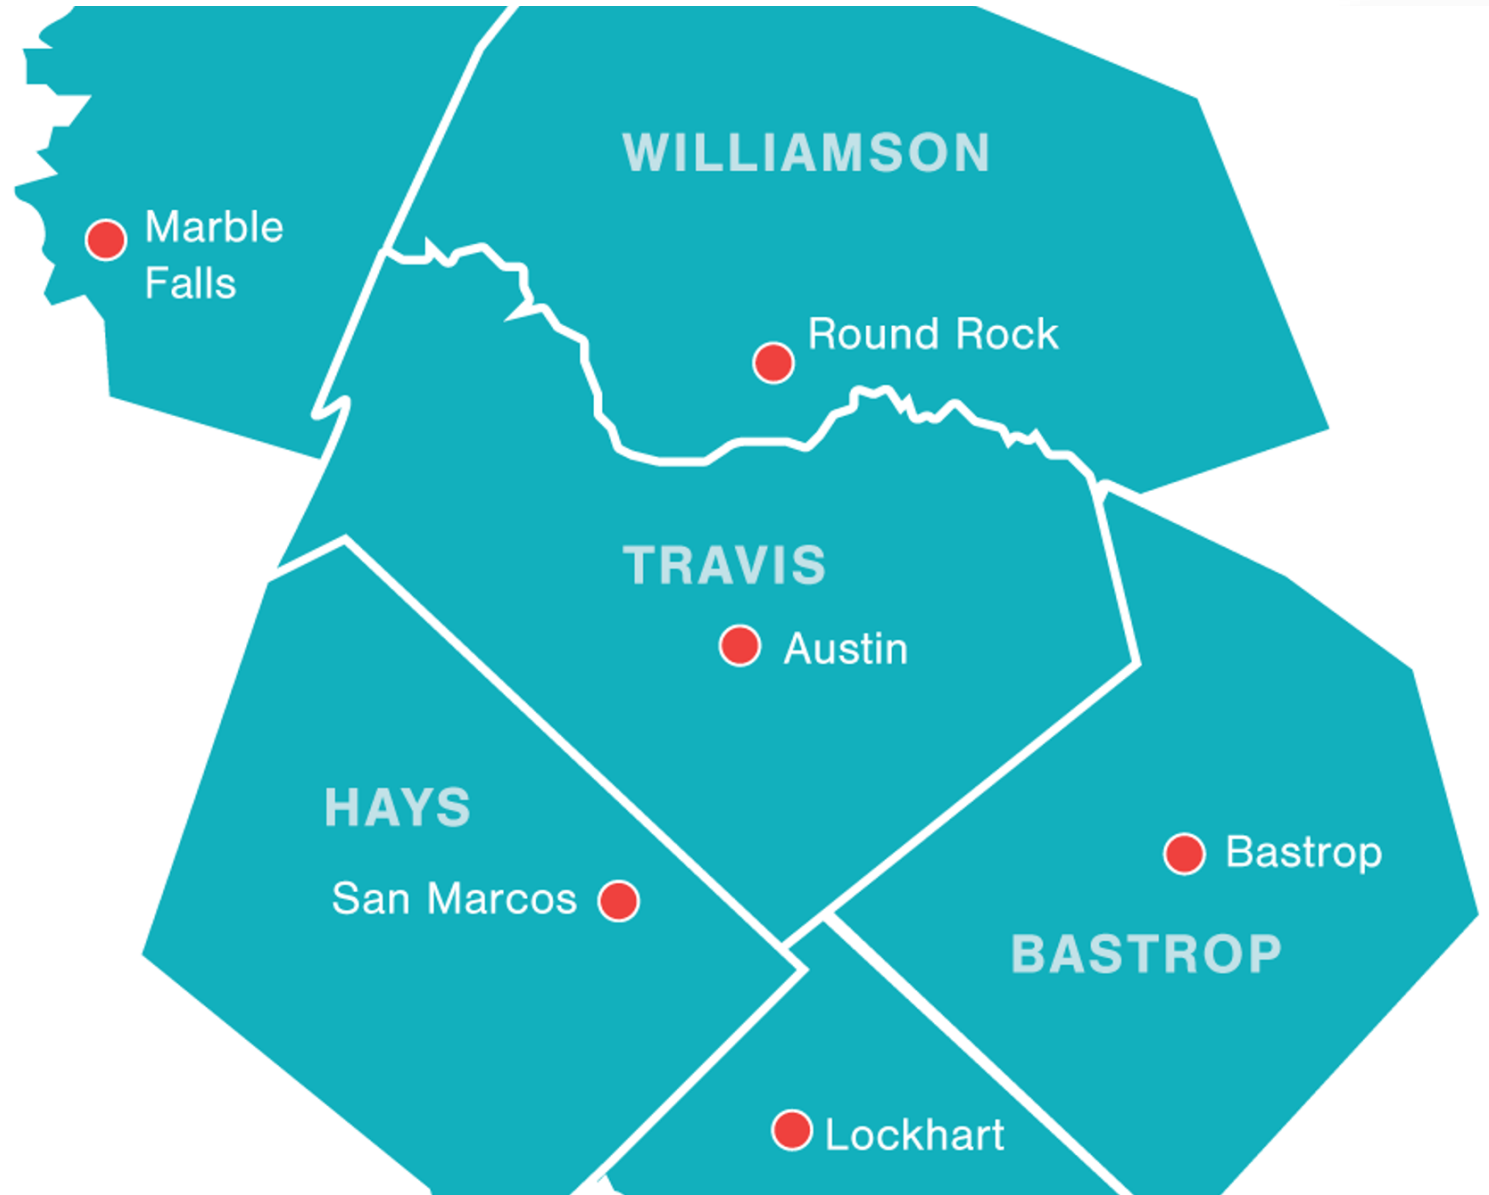 WILLIAMSON
Marble
Falls
Round Rock
TRAVIS
Austin
HAYS
San Marcos
Bastrop
BASTROP
Lockhart